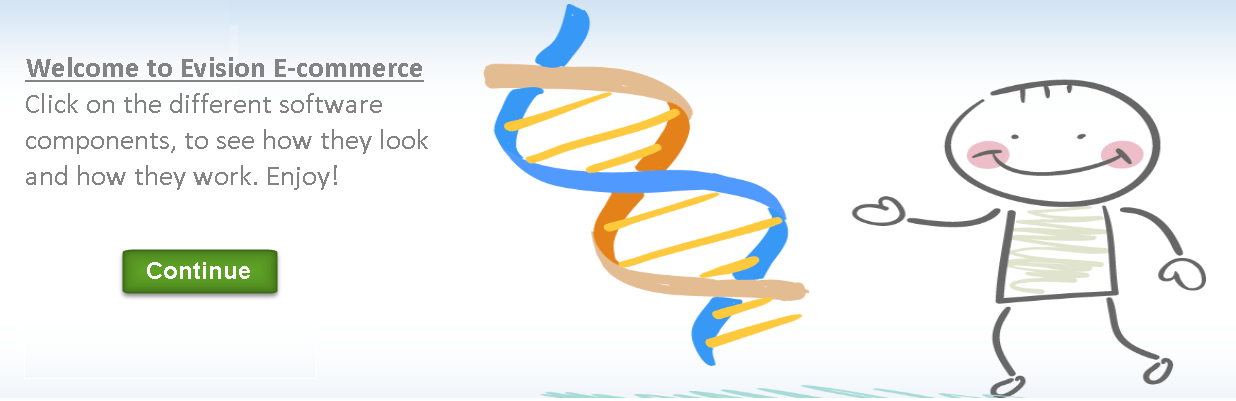 Welcome to Evision E-commerce
Click on the different software
components, to see how they look
and how they work. Enjoy!
Continue